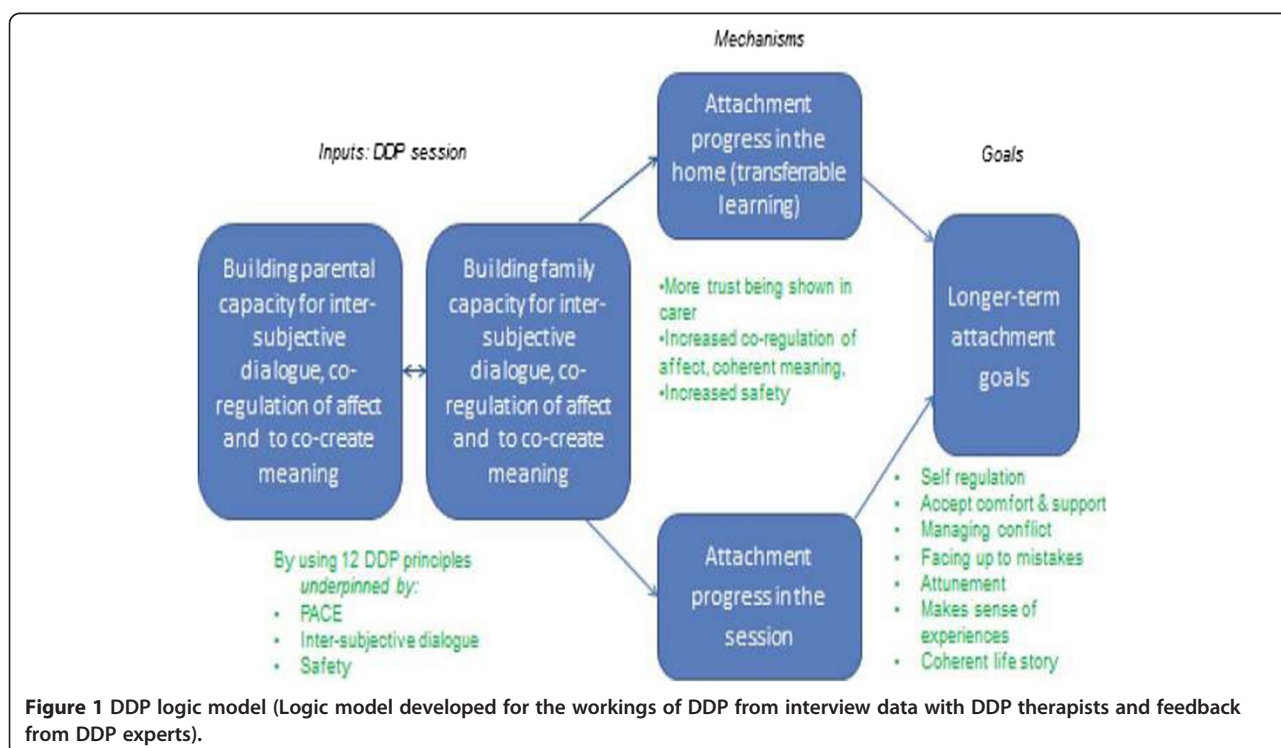 Mechanisms
Inputs: DDP session
Goals
Building parental
capacity for inter-
subjective
dialogue, co-
regulation of affect
and to co-create
meaning
Building family
capacity for inter-
subjective
dialogue, co-
regulation of affect
and to co-create
meaning
By using 12 DDP principles
underpinned by:
• PACE
• Inter-subjective dialogue
• Safety
Attachment
progress in the
home (transferrable
learning)
•More trust being shown in
carer
•Increased co-regulation of
affect, coherent meaning,
•Increased safety
Attachment
progress in the
session
Longer-term
attachment
goals
• Self regulation
• Accept comfort & support
• Managing conflict
• Facing up to mistakes
• Attunement
• Makes sense of
experiences
• Coherent life story
Figure 1 DDP logic model (Logic model developed for the workings of DDP from interview data with DDP therapists and feedback
from DDP experts).